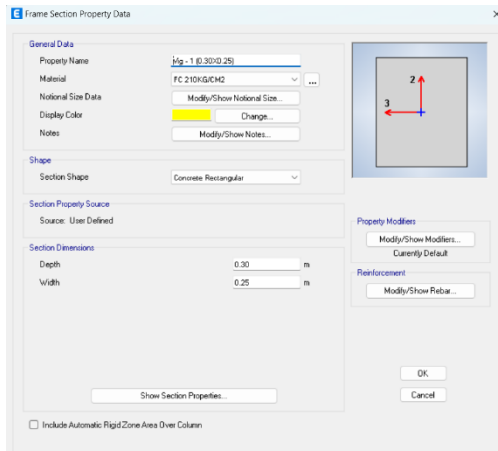 E Frame Section Property Data
General Data
Property Name Mg - 1 (0.30X0.25)
Material FC 210KG/CM2 ...
Notional Size Data Modify/Show Notional Size...
Display Color Change...
Notes Modify/Show Notes...
Shape
Section Shape Concrete Rectangular
Section Property Source
Source: User Defined
Section Dimensions
Depth 0.30 m
Width 0.25 m
Show Section Properties...
Include Automatic Rigid Zone Area Over Column
2
3
Property Modifiers
Modify/Show Modifiers...
Currently Default
Reinforcement
Modify/Show Rebar...
OK
Cancel